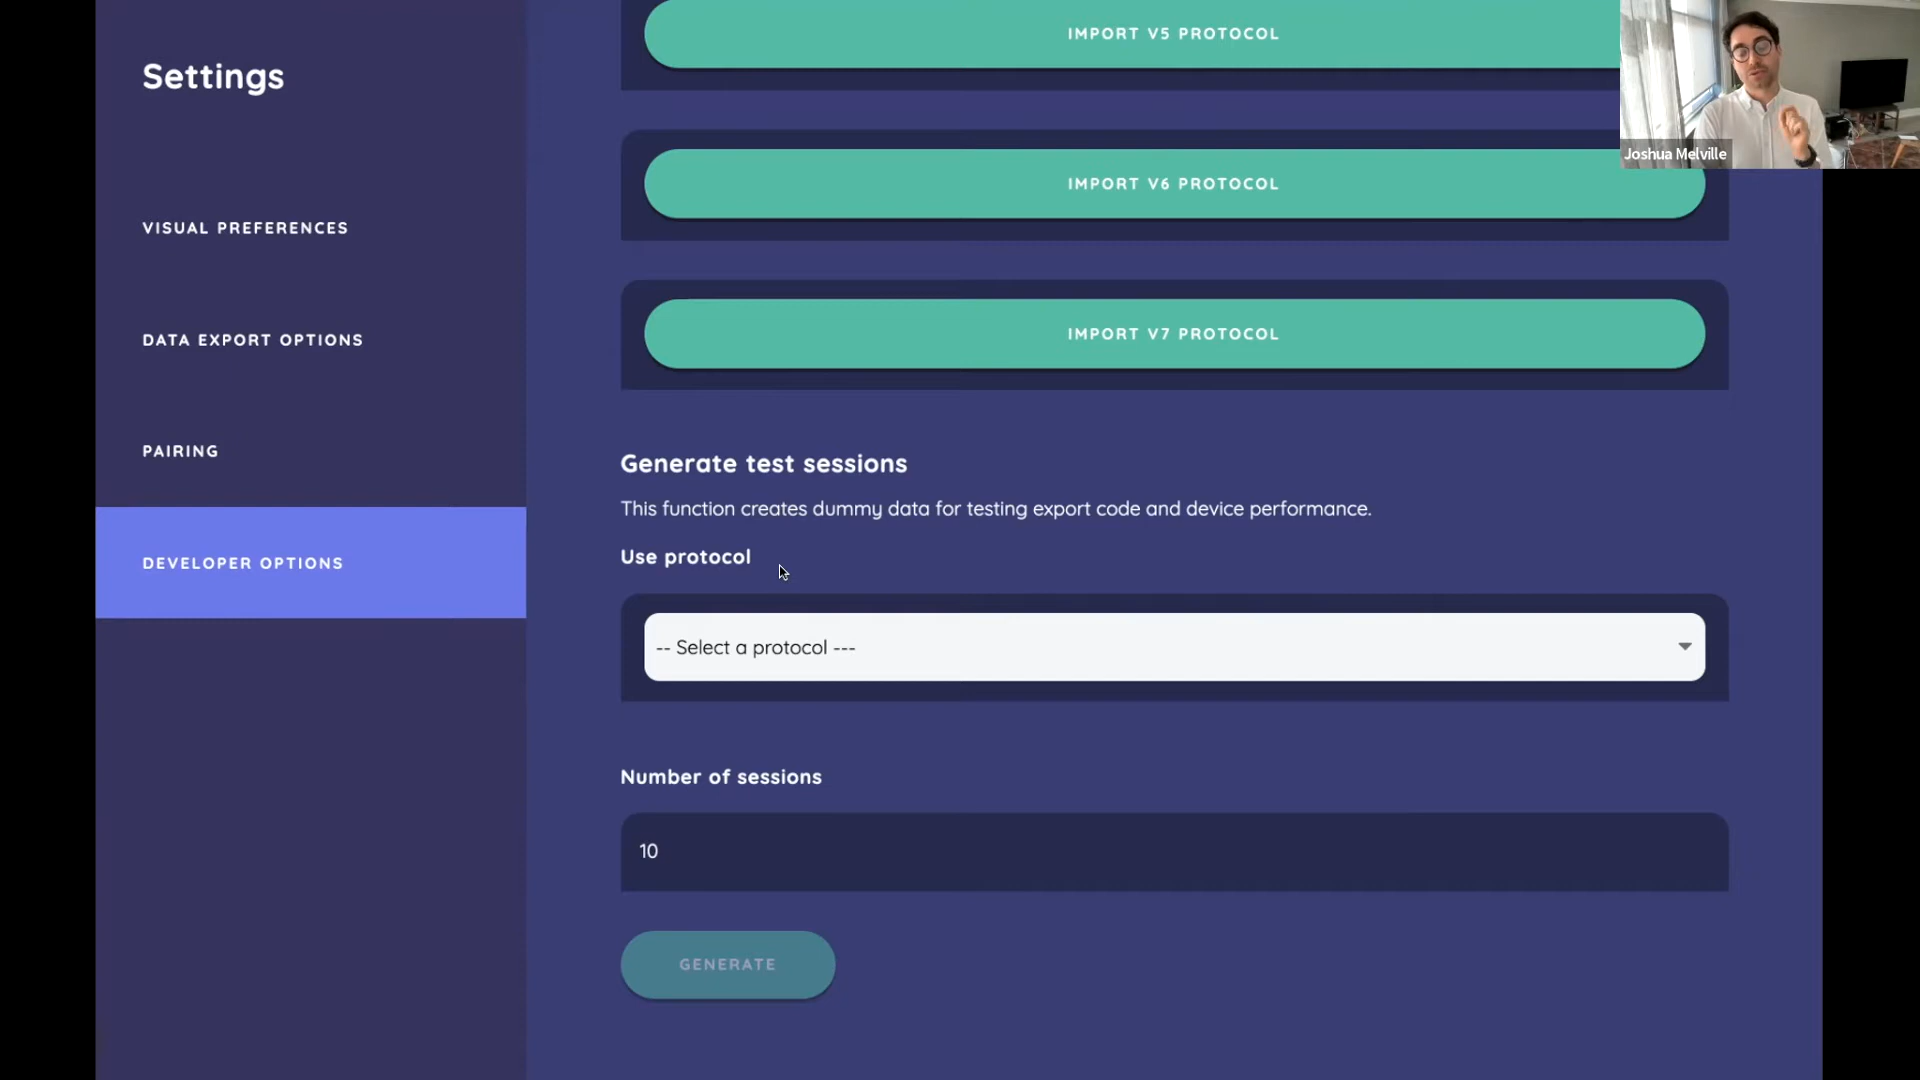 Settings
VISUAL PREFERENCES
DATA EXPORT OPTIONS
PAIRING
DEVELOPER OPTIONS
IMPORT V5 PROTOCOL
IMPORT V6 PROTOCOL
IMPORT V7 PROTOCOL
Generate test sessions
This function creates dummy data for testing export code and device performance.
Use protocol
-- Select a protocol ---
Number of sessions
10
GENERATE
Joshua Melville